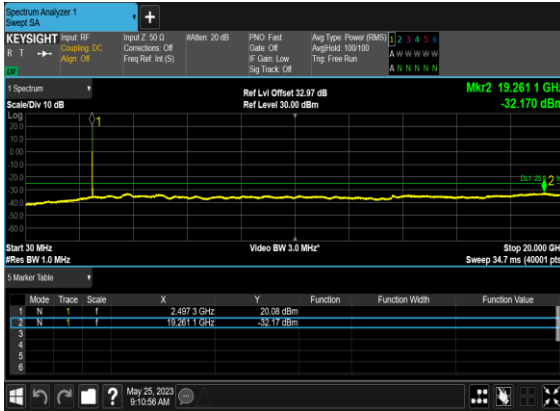 Spectrum Analyzer 1
Swept SA
+
KEYSIGHT
R T
Input: RF
Coupling: DC
Align: Off
Input Z: 50 Ω
Corrections: Off
Freq Ref: Int (S)
#Atten: 20 dB
PNO: Fast
Gate: Off
IF Gain: Low
Sig Track: Off
Avg Type: Power (RMS)
Avg|Hold: 100/100
Trig: Free Run
1 2 3 4 5 6
A W W W W W
A N N N N N
1 Spectrum
Scale/Div 10 dB
Ref Lvl Offset 32.97 dB
Ref Level 30.00 dBm
Mkr2 19.261 1 GHz
-32.170 dBm
Log
20.0
10.0
0.00
-10.0
-20.0
-30.0
-40.0
-50.0
-60.0
1
2
Start 30 MHz
#Res BW 1.0 MHz
Video BW 3.0 MHz*
Stop 20.000 GHz
Sweep 34.7 ms (40001 pts)
5 Marker Table
Mode Trace Scale X Y Function Function Width Function Value
1 N 1 f 2.497 3 GHz 20.08 dBm
2 N 1 f 19.261 1 GHz -32.17 dBm
3
4
5
6
?
May 25, 2023
9:10:56 AM